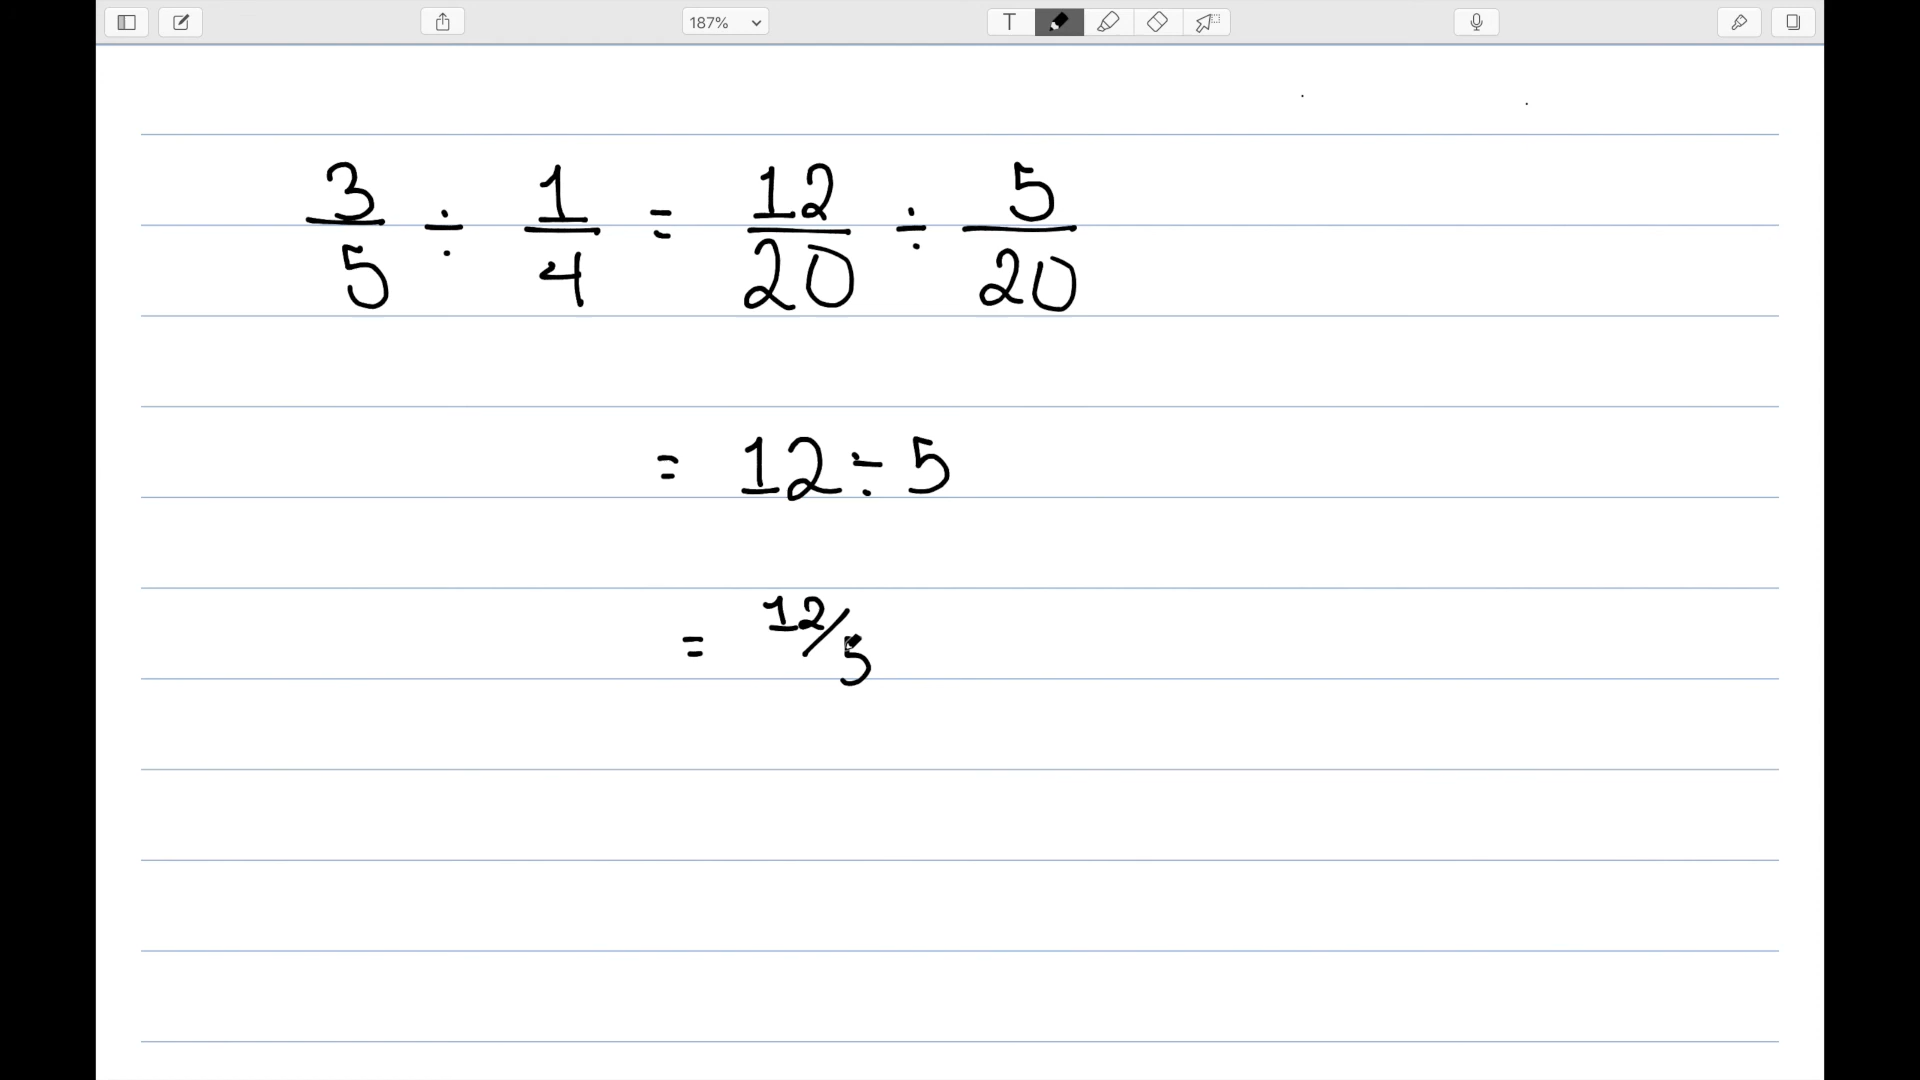 187% T
3/5 ÷ 1/4 = 12/20 ÷ 5/20
= 12 ÷ 5
= 12/5